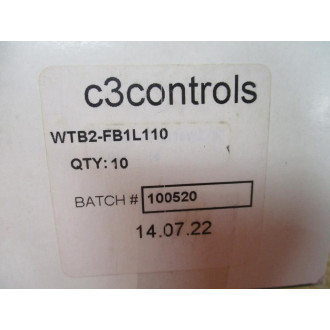 c3controls
WTB2-FB1L110
QTY: 10
BATCH # 100520
14.07.22